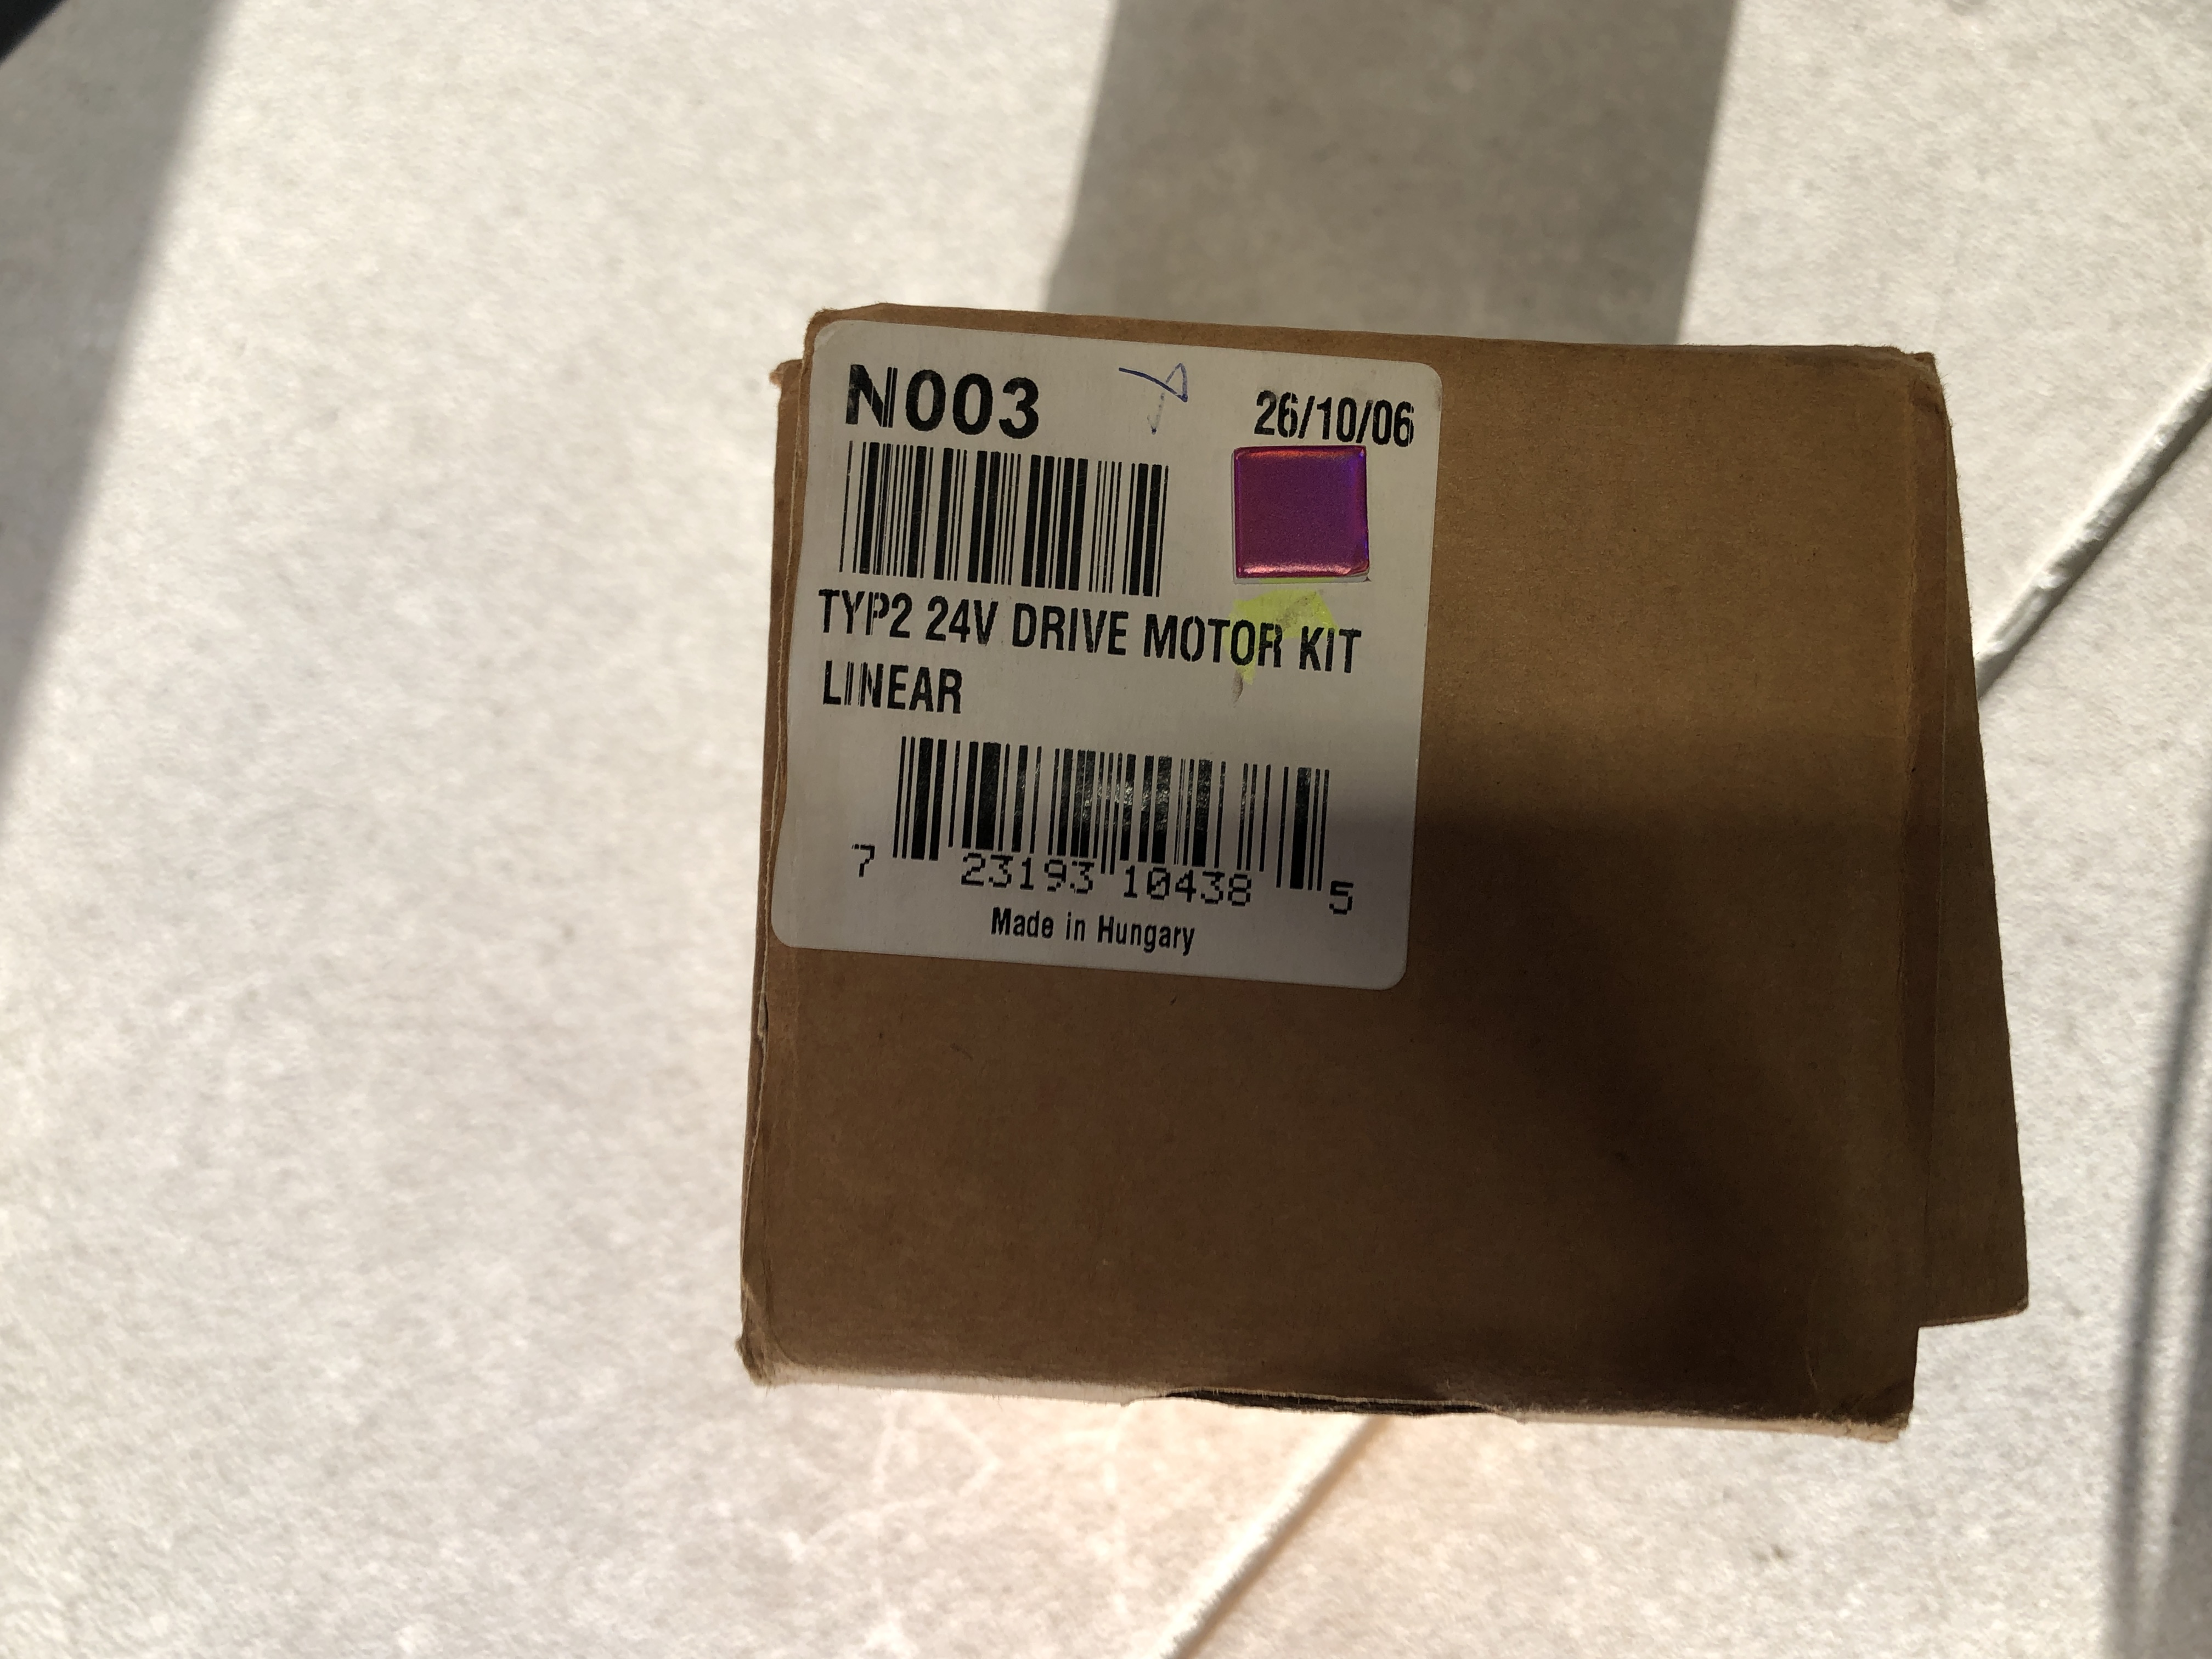 N003
26/10/06
TYP2 24V DRIVE MOTOR KIT
LINEAR
7 23193 10438 5
Made in Hungary